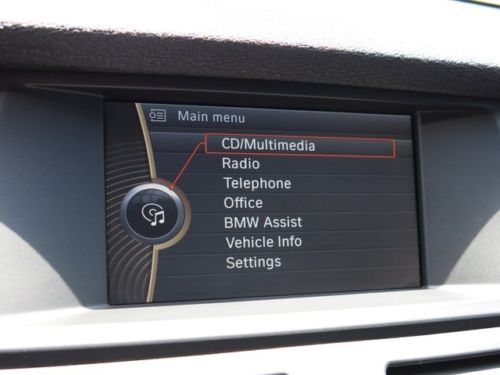 Main menu
CD/Multimedia
Radio
Telephone
Office
BMW Assist
Vehicle Info
Settings